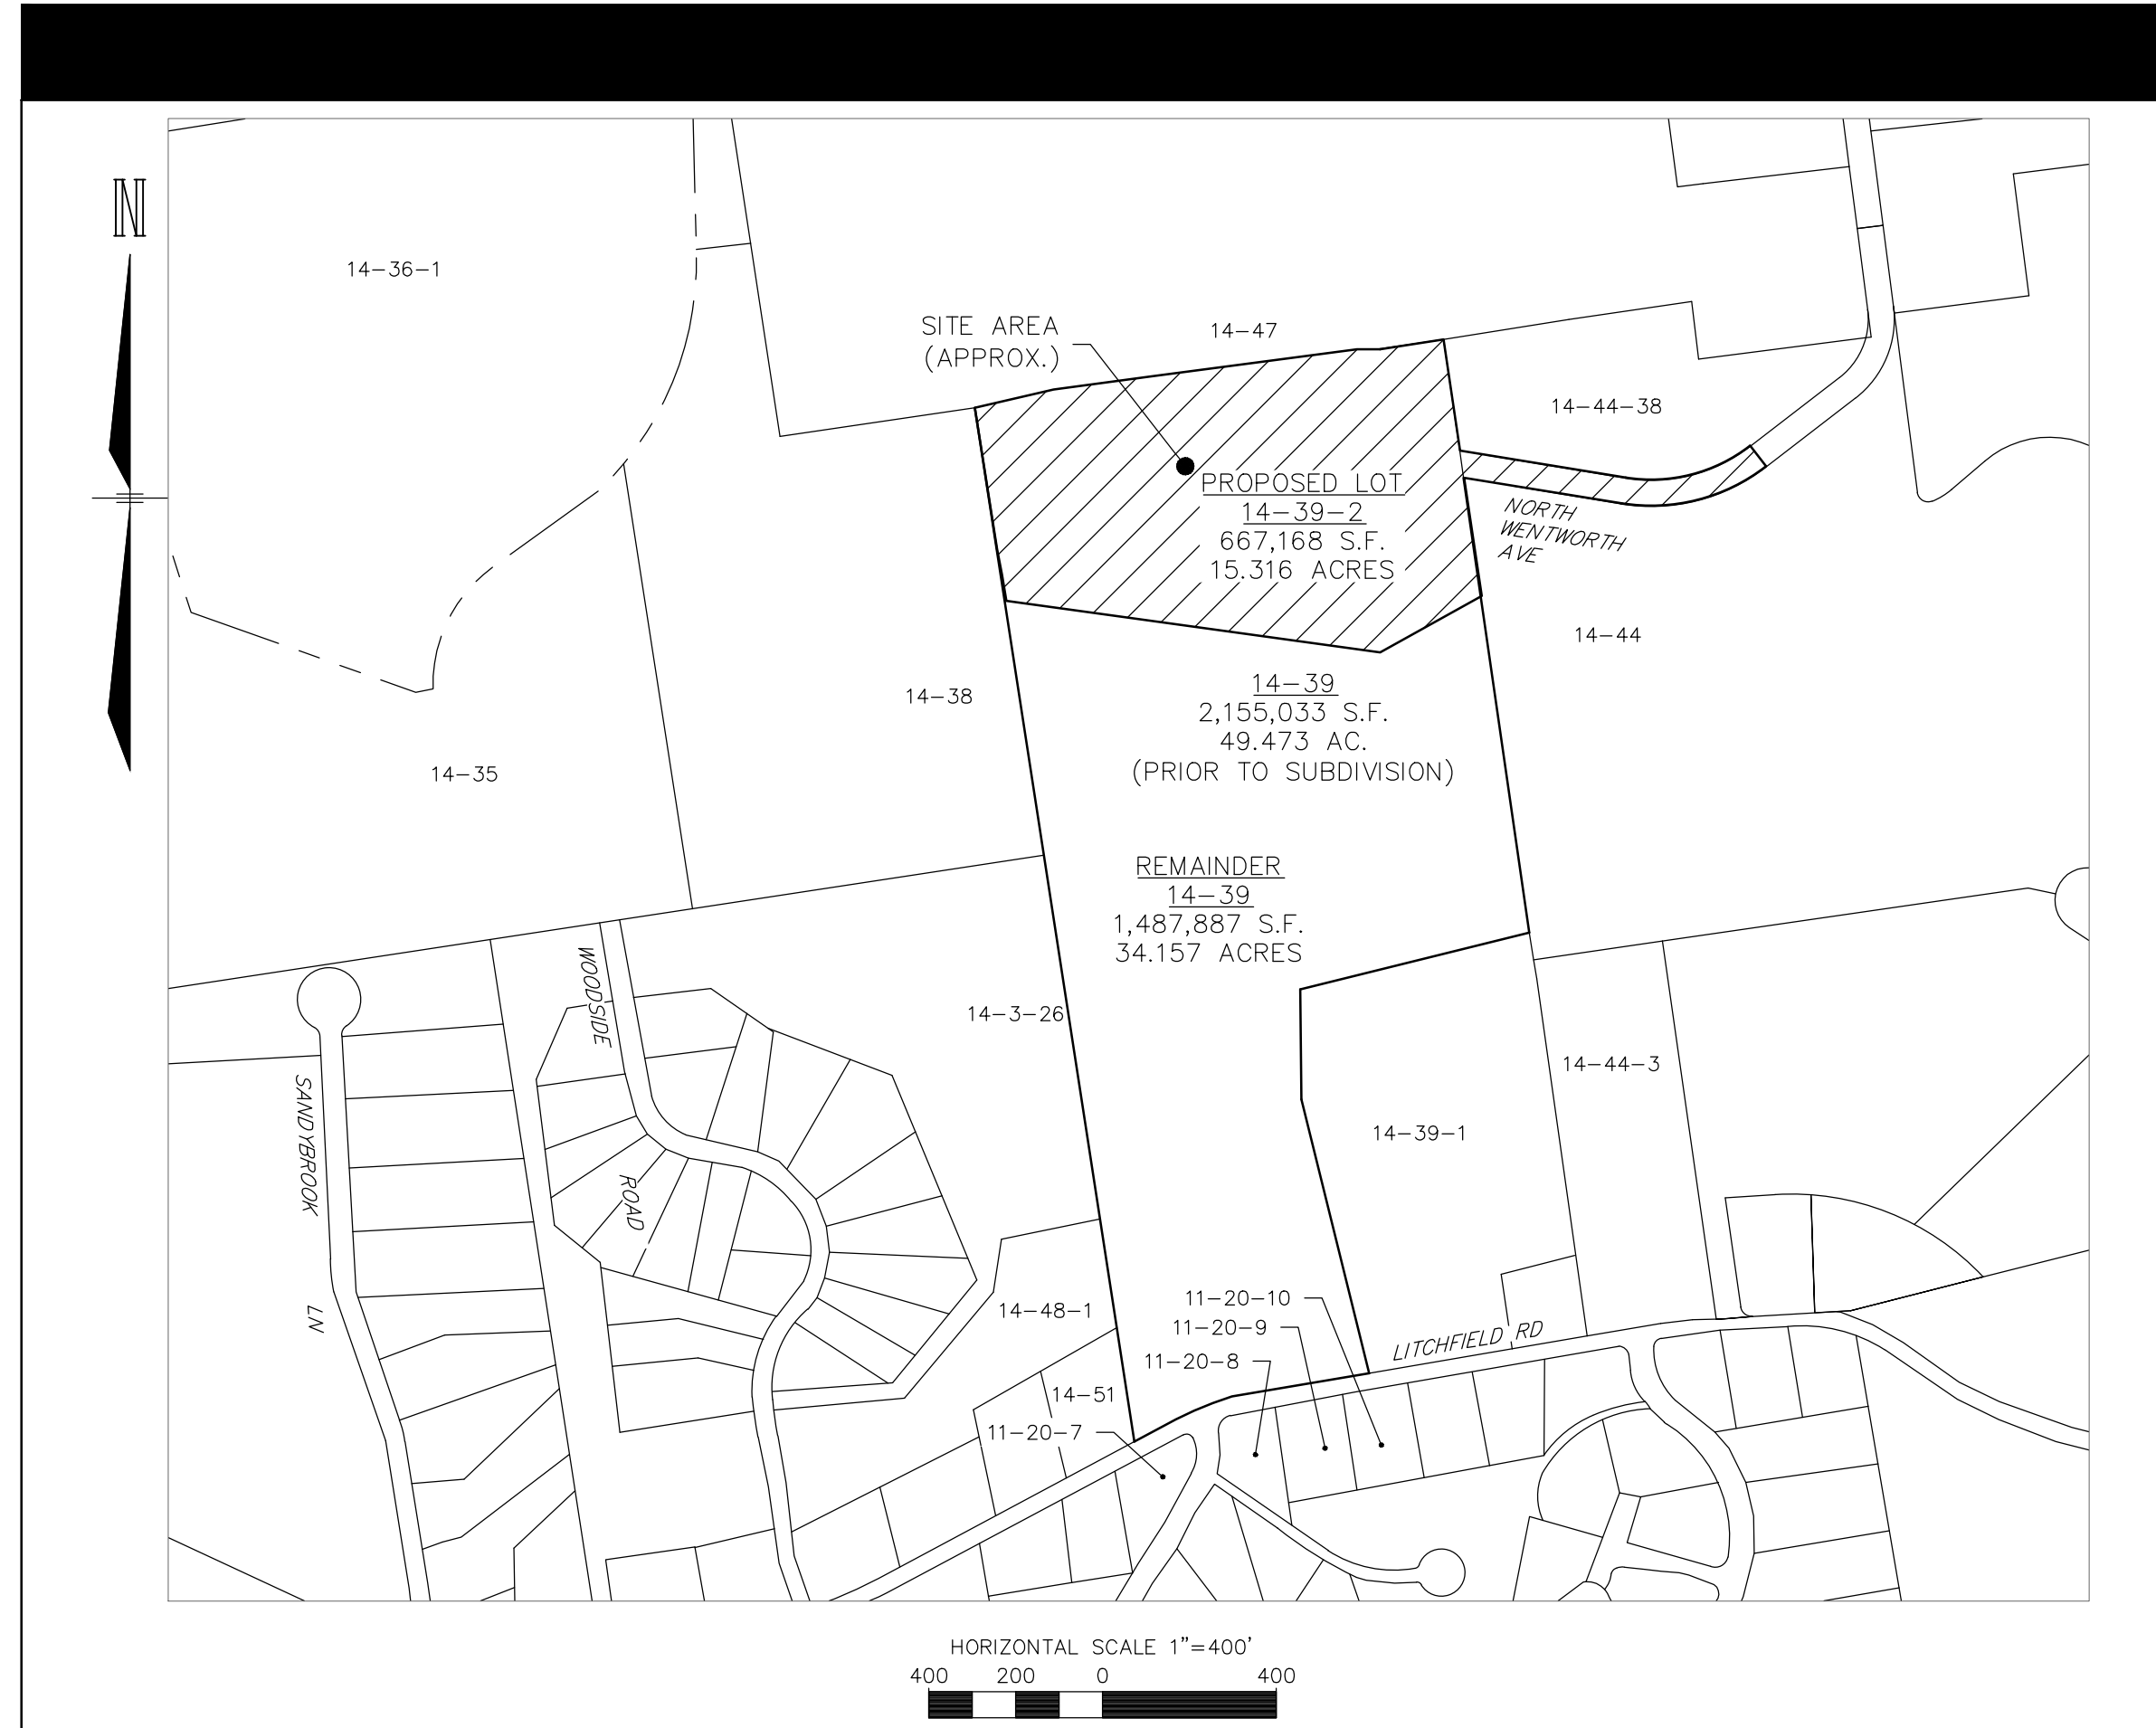 N
14-36-1
SITE AREA
(APPROX.)
14-47
14-44-38
PROPOSED LOT
14-39-2
667,168 S.F.
15.316 ACRES
NORTH
WENTWORTH
AVE
14-44
14-38
14-39
2,155,033 S.F.
49.473 AC.
(PRIOR TO SUBDIVISION)
14-35
REMAINDER
14-39
1,487,887 S.F.
34.157 ACRES
WOODSIDE
ROAD
14-3-26
SANDYBROOK
LN
14-44-3
14-39-1
14-48-1
11-20-10
11-20-9
11-20-8
LITCHFIELD RD
14-51
11-20-7
HORIZONTAL SCALE 1"=400'
400 200 0 400